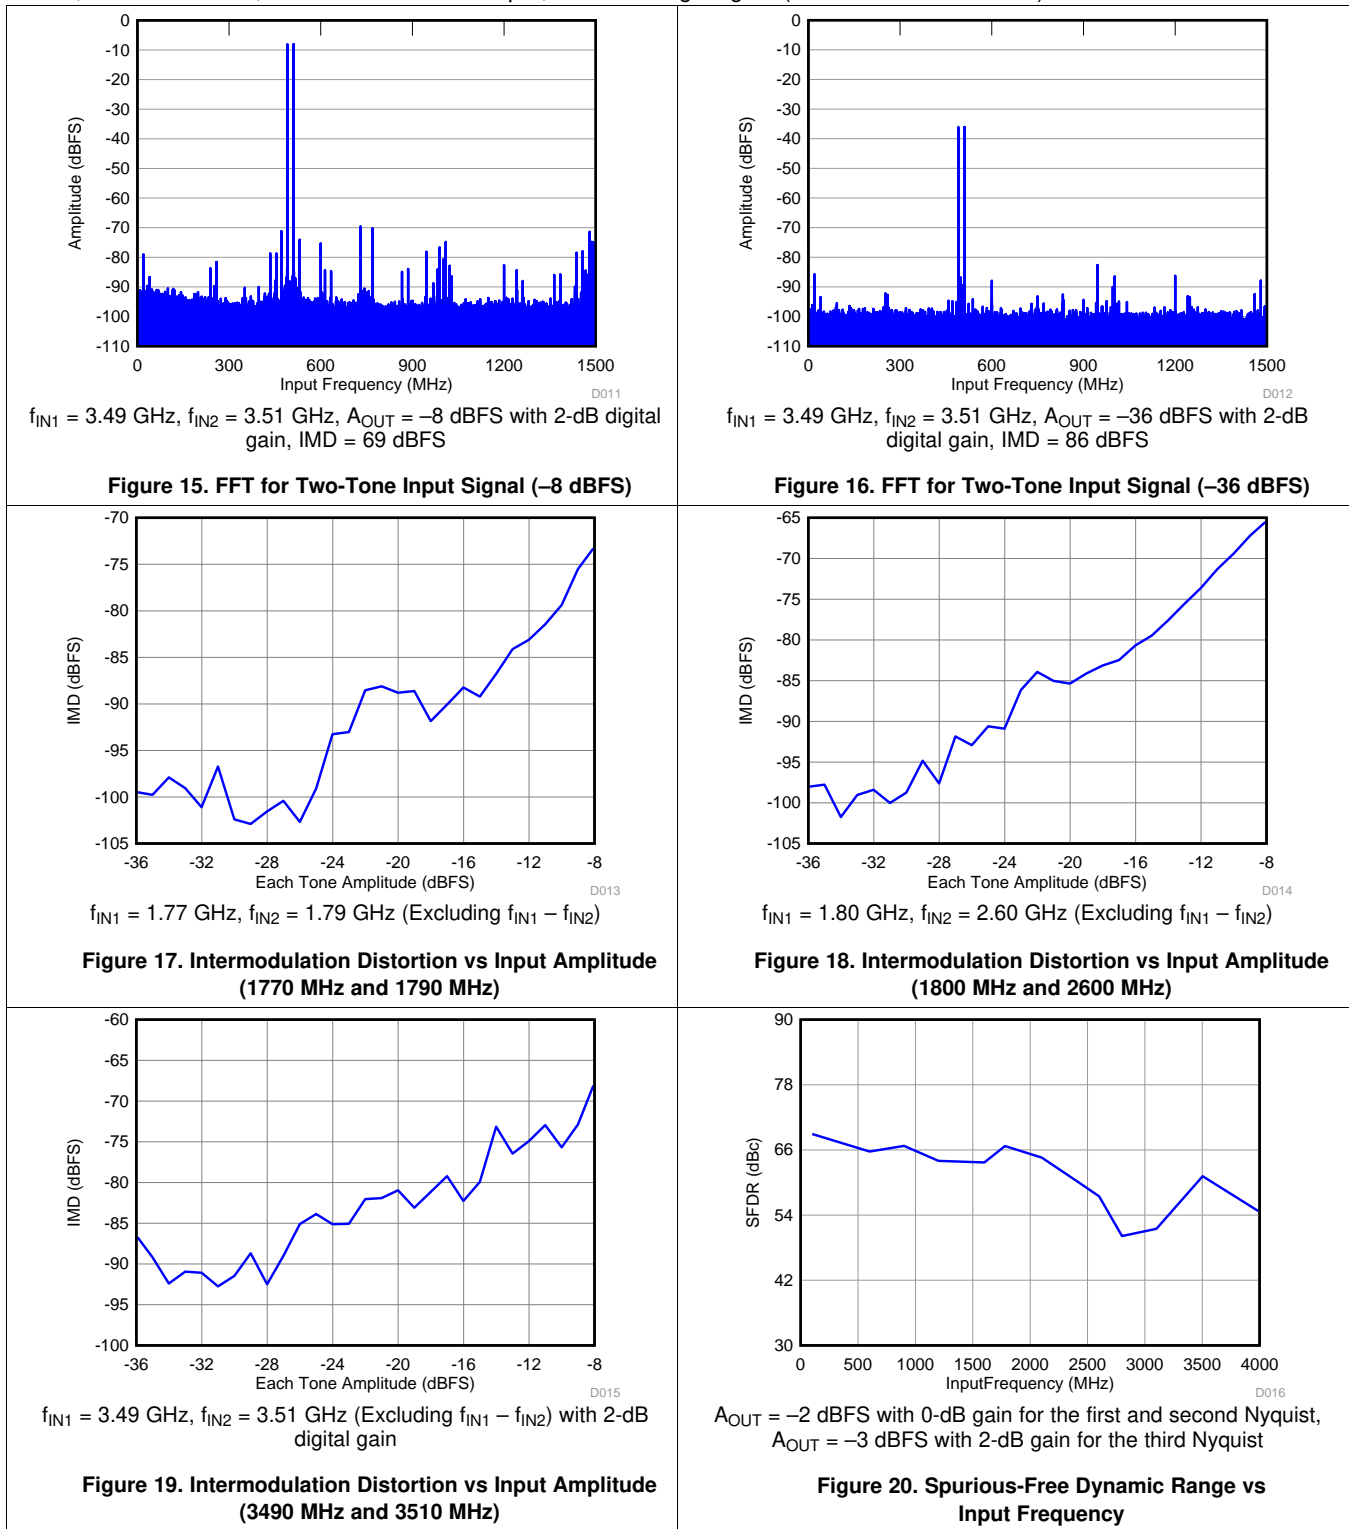 0
-10
-20
-30
-40
-50
-60
-70
-80
-90
-100
-110
Amplitude (dBFS)
0 300 600 900 1200 1500
Input Frequency (MHz)
D011
fIN1 = 3.49 GHz, fIN2 = 3.51 GHz, AOUT = –8 dBFS with 2-dB digital
gain, IMD = 69 dBFS
Figure 15. FFT for Two-Tone Input Signal (–8 dBFS)
0
-10
-20
-30
-40
-50
-60
-70
-80
-90
-100
-110
Amplitude (dBFS)
0 300 600 900 1200 1500
Input Frequency (MHz)
D012
fIN1 = 3.49 GHz, fIN2 = 3.51 GHz, AOUT = –36 dBFS with 2-dB
digital gain, IMD = 86 dBFS
Figure 16. FFT for Two-Tone Input Signal (–36 dBFS)
-70
-75
-80
-85
-90
-95
-100
-105
IMD (dBFS)
-36 -32 -28 -24 -20 -16 -12 -8
Each Tone Amplitude (dBFS)
D013
fIN1 = 1.77 GHz, fIN2 = 1.79 GHz (Excluding fIN1 – fIN2)
Figure 17. Intermodulation Distortion vs Input Amplitude
(1770 MHz and 1790 MHz)
-65
-70
-75
-80
-85
-90
-95
-100
-105
IMD (dBFS)
-36 -32 -28 -24 -20 -16 -12 -8
Each Tone Amplitude (dBFS)
D014
fIN1 = 1.80 GHz, fIN2 = 2.60 GHz (Excluding fIN1 – fIN2)
Figure 18. Intermodulation Distortion vs Input Amplitude
(1800 MHz and 2600 MHz)
-60
-65
-70
-75
-80
-85
-90
-95
-100
IMD (dBFS)
-36 -32 -28 -24 -20 -16 -12 -8
Each Tone Amplitude (dBFS)
D015
fIN1 = 3.49 GHz, fIN2 = 3.51 GHz (Excluding fIN1 – fIN2) with 2-dB
digital gain
Figure 19. Intermodulation Distortion vs Input Amplitude
(3490 MHz and 3510 MHz)
90
78
66
54
42
30
SFDR (dBc)
0 500 1000 1500 2000 2500 3000 3500 4000
InputFrequency (MHz)
D016
AOUT = –2 dBFS with 0-dB gain for the first and second Nyquist,
AOUT = –3 dBFS with 2-dB gain for the third Nyquist
Figure 20. Spurious-Free Dynamic Range vs
Input Frequency